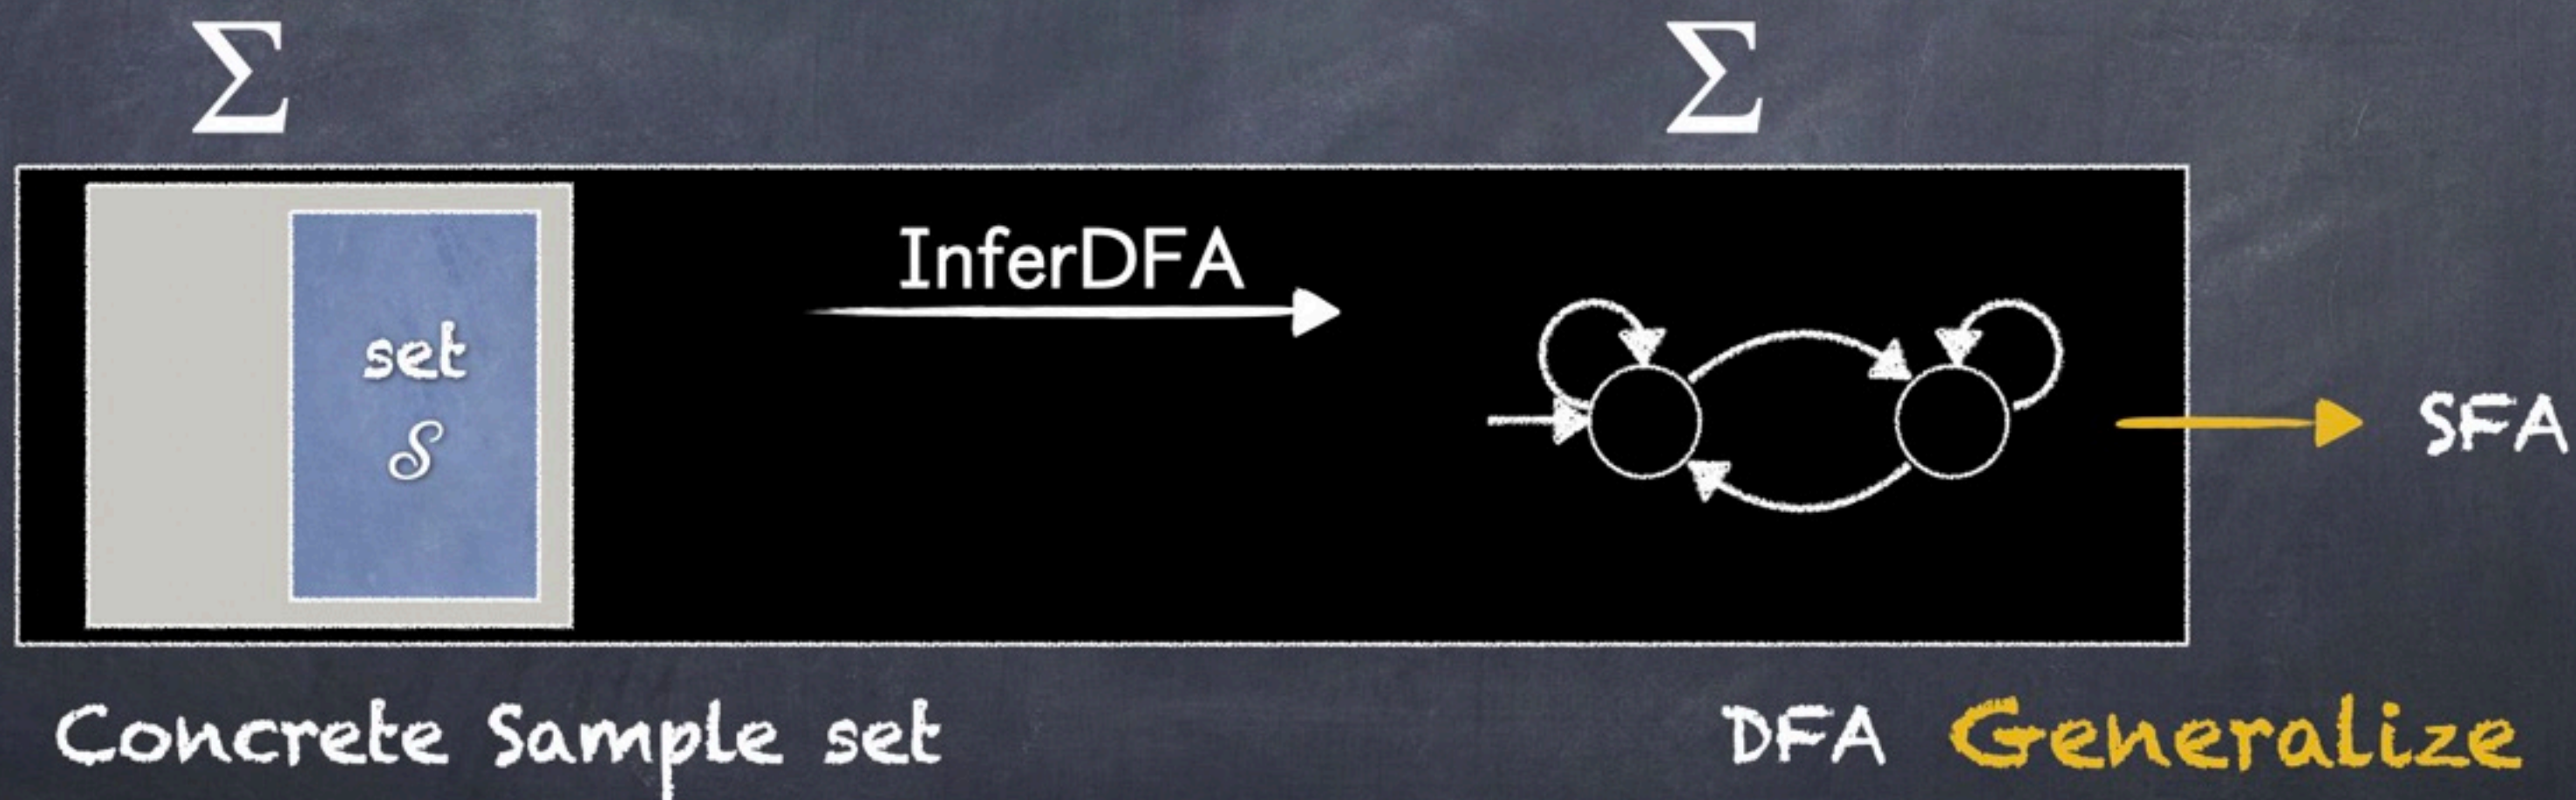 Σ Σ
InferDFA
set
S
SFA
Concrete Sample set
DFA Generalize